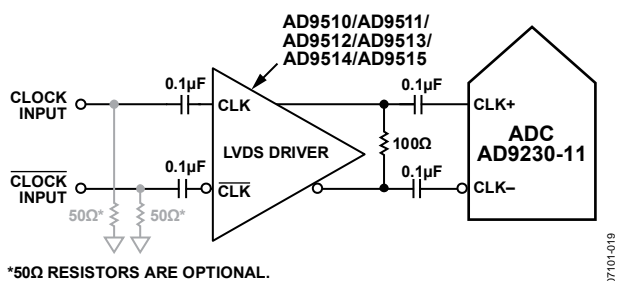 AD9510/AD9511/
AD9512/AD9513/
AD9514/AD9515
CLOCK
INPUT
0.1µF
CLK
LVDS DRIVER
0.1µF
CLK+
100Ω
ADC
AD9230-11
CLOCK
INPUT
0.1µF
CLK
0.1µF
CLK–
50Ω*
50Ω*
*50Ω RESISTORS ARE OPTIONAL.
07101-019